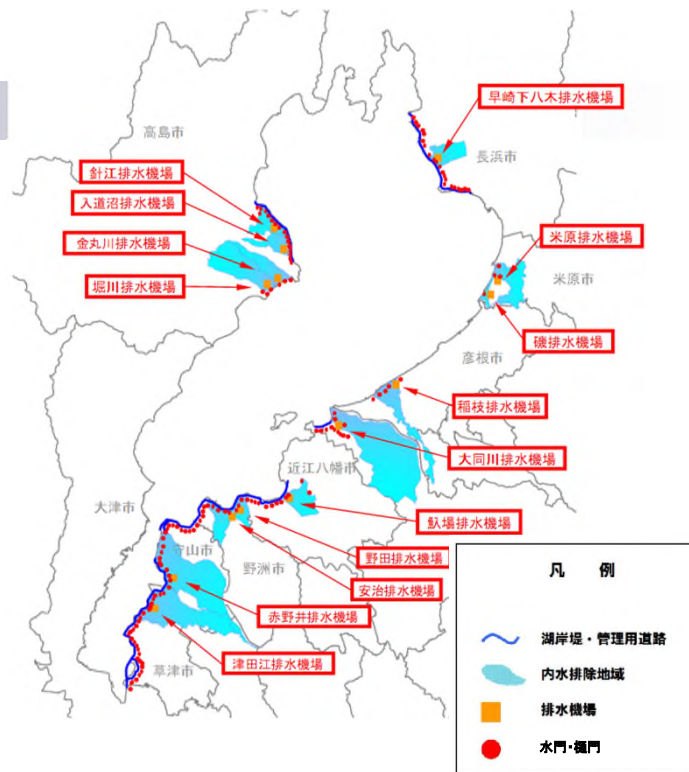 早崎下八木排水機場
高島市
長浜市
針江排水機場
入道沼排水機場
金丸川排水機場
堀川排水機場
米原排水機場
米原市
磯排水機場
彦根市
稲枝排水機場
大同川排水機場
近江八幡市
大津市
魞場排水機場
守山市
野田排水機場
野洲市
安治排水機場
赤野井排水機場
津田江排水機場
草津市
凡 例
湖岸堤・管理用道路
内水排除地域
排水機場
水門・樋門